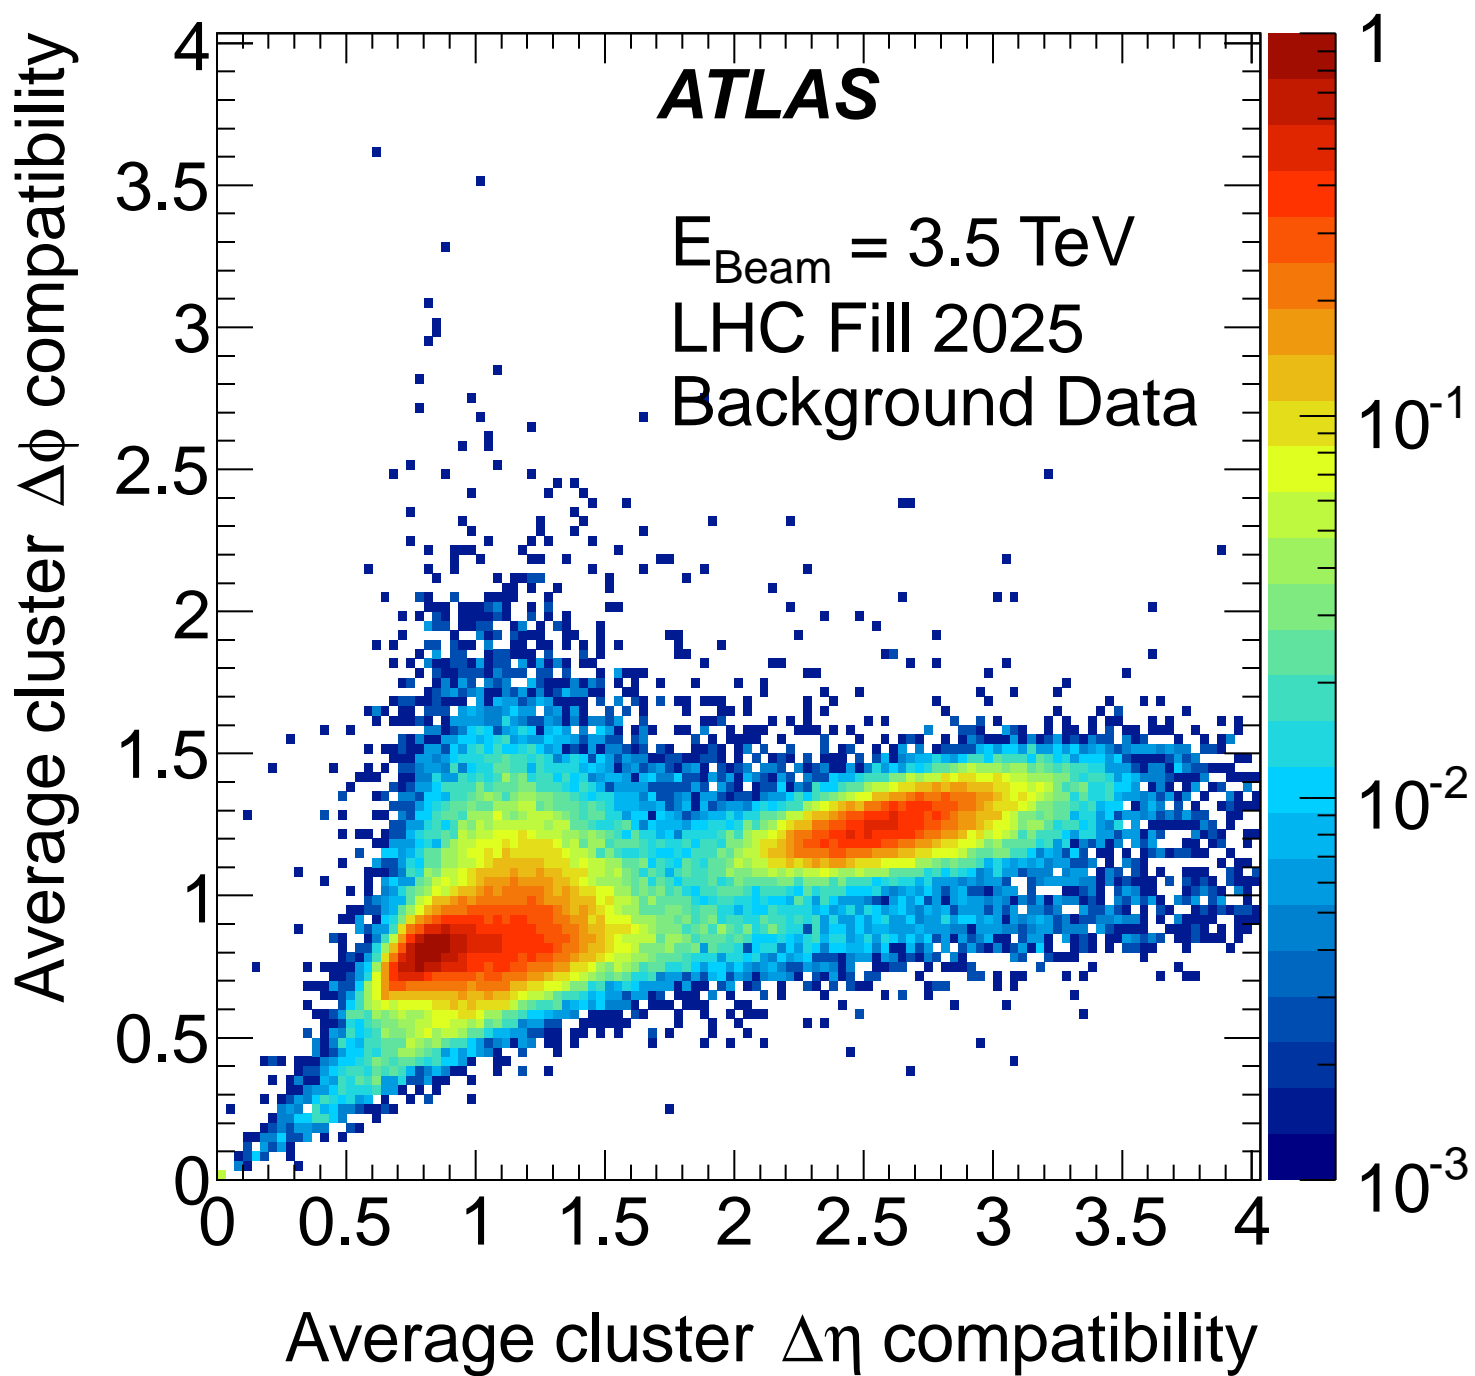 ATLAS
E_Beam = 3.5 TeV
LHC Fill 2025
Background Data
Average cluster Δϕ compatibility
4
3.5
3
2.5
2
1.5
1
0.5
0
0 0.5 1 1.5 2 2.5 3 3.5 4
Average cluster Δη compatibility
1
10^-1
10^-2
10^-3